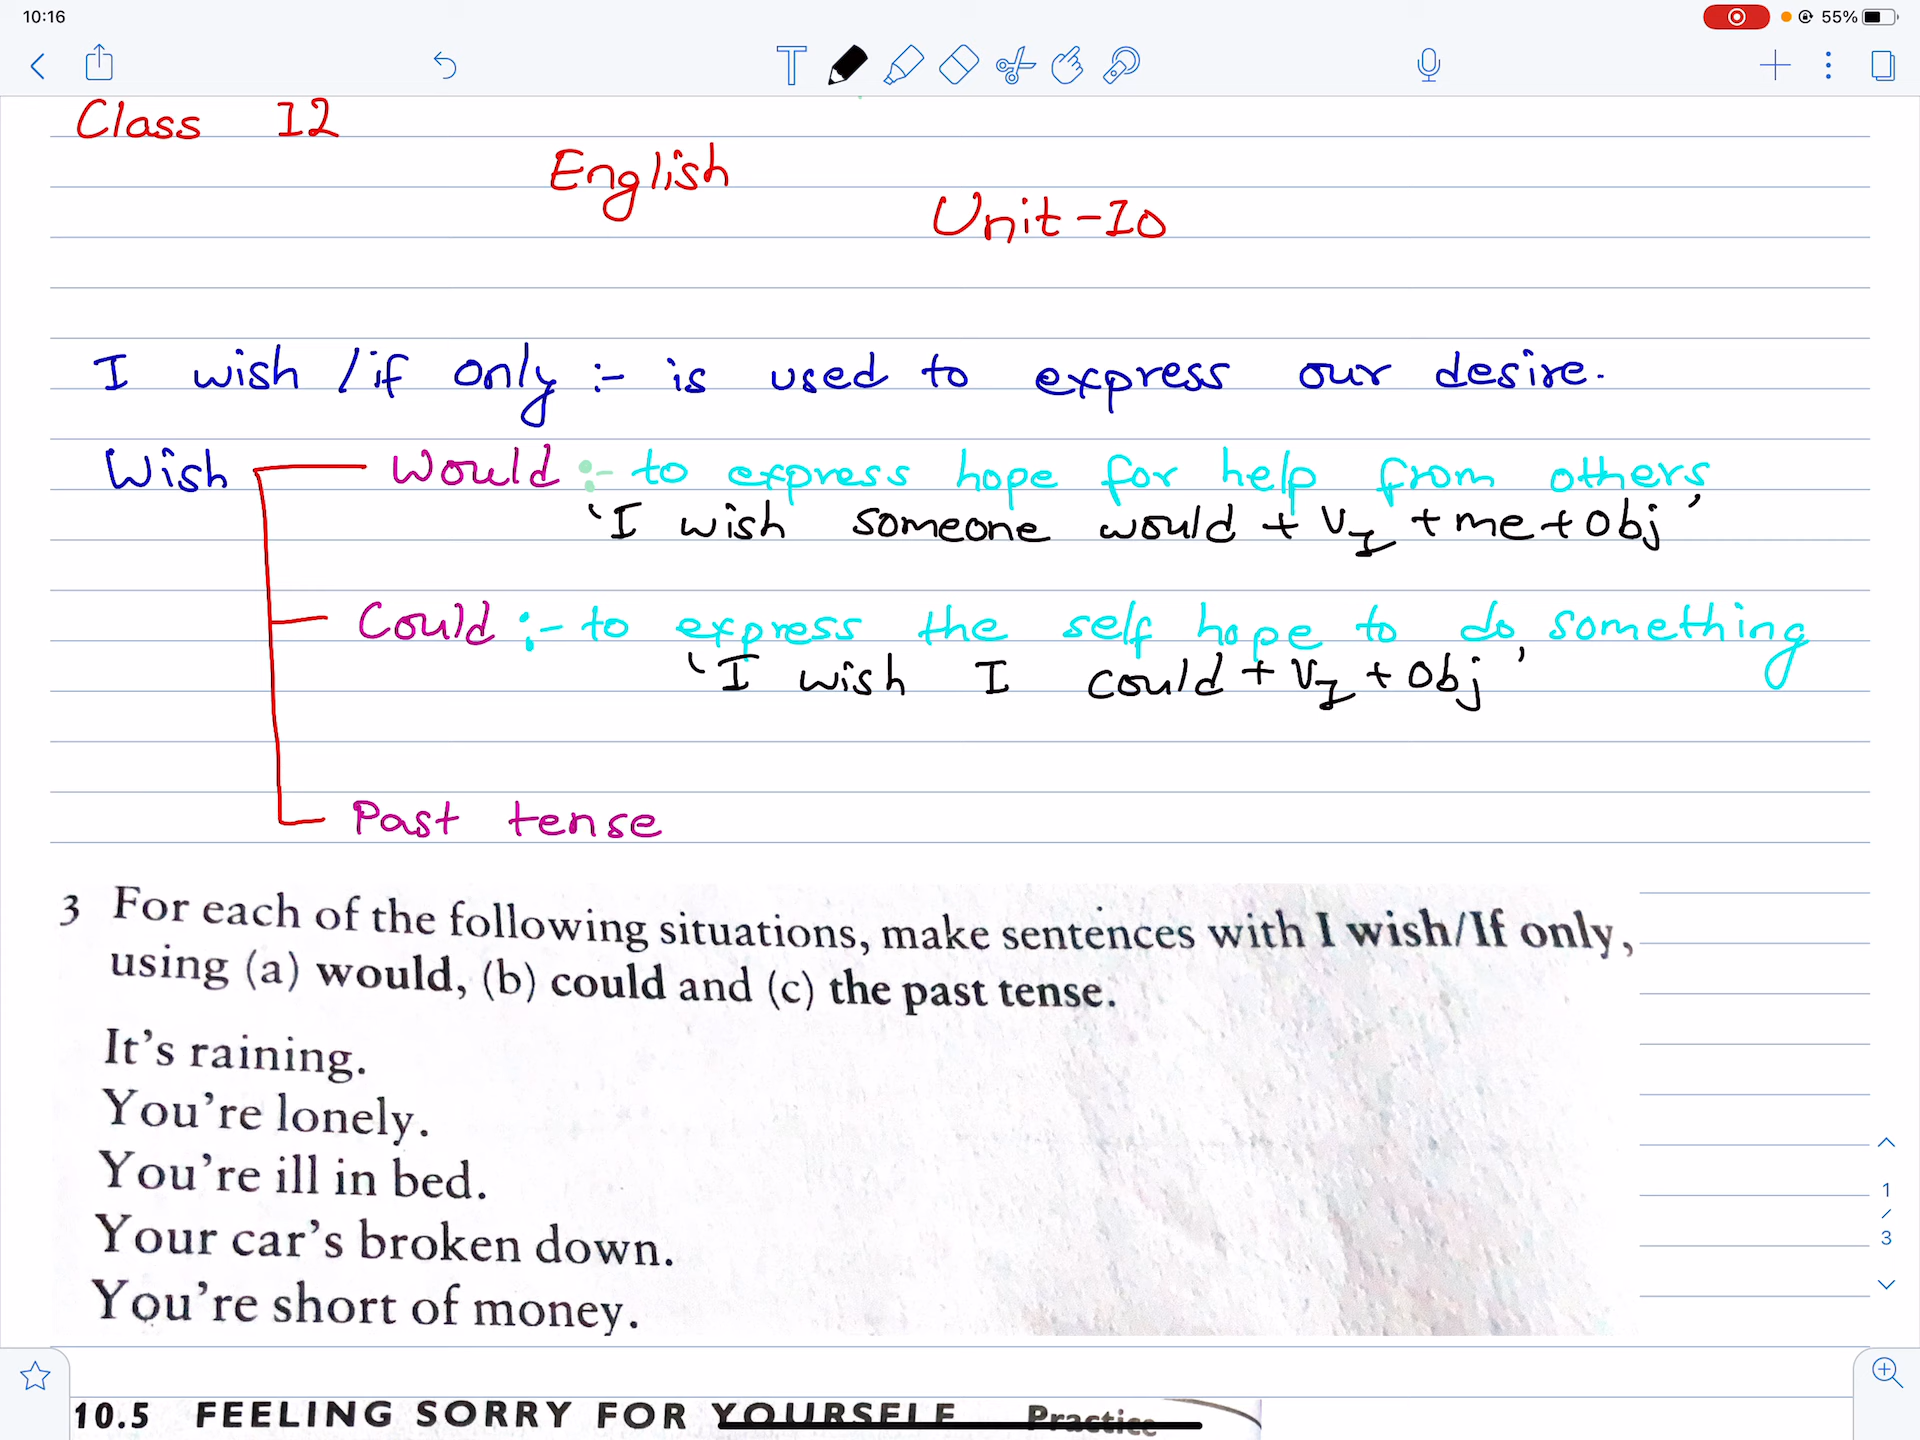 10:16
55%
Class 12
English
Unit-10
I wish / if only :- is used to express our desire.
Wish
Would :- to express hope for help from others
'I wish someone would + V1 + me + obj'
Could :- to express the self hope to do something
'I wish I could + V1 + obj'
Past tense
3 For each of the following situations, make sentences with I wish/If only,
using (a) would, (b) could and (c) the past tense.
It's raining.
You're lonely.
You're ill in bed.
Your car's broken down.
You're short of money.
1
/
3
10.5 FEELING SORRY FOR YOURSELF Practice